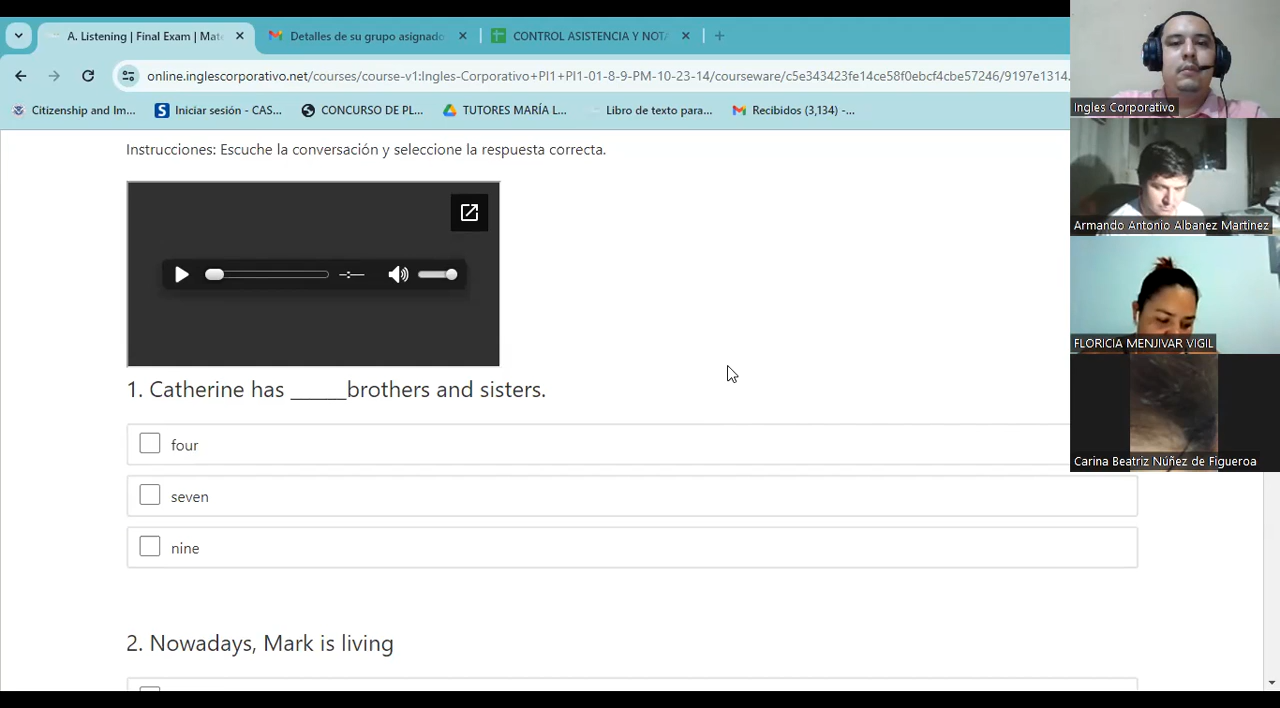 A. Listening | Final Exam | Mat
Detalles de su grupo asignado
CONTROL ASISTENCIA Y NOTA
online.inglescorporativo.net/courses/course-v1:Ingles-Corporativo+PI1+PI1-01-8-9-PM-10-23-14/courseware/c5e343423fe14ce58f0ebcf4cbe57246/9197e1314.
Citizenship and Im...
Iniciar sesión - CAS...
CONCURSO DE PL...
TUTORES MARÍA L...
Libro de texto para...
Recibidos (3,134) -...
Ingles Corporativo
Armando Antonio Albanez Martinez
FLORICIA MENJIVAR VIGIL
Carina Beatriz Núñez de Figueroa
Instrucciones: Escuche la conversación y seleccione la respuesta correcta.
1. Catherine has ______brothers and sisters.
four
seven
nine
2. Nowadays, Mark is living